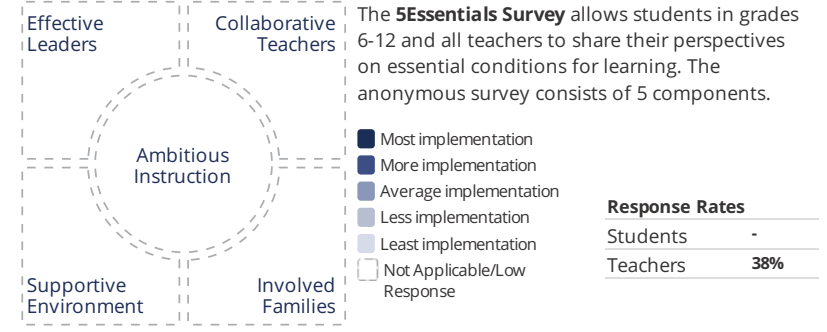 Effective
Leaders
Collaborative
Teachers
Ambitious
Instruction
Supportive
Environment
Involved
Families
The 5Essentials Survey allows students in grades
6-12 and all teachers to share their perspectives
on essential conditions for learning. The
anonymous survey consists of 5 components.
Most implementation
More implementation
Average implementation
Less implementation
Least implementation
Not Applicable/Low
Response
Response Rates
Students -
Teachers 38%